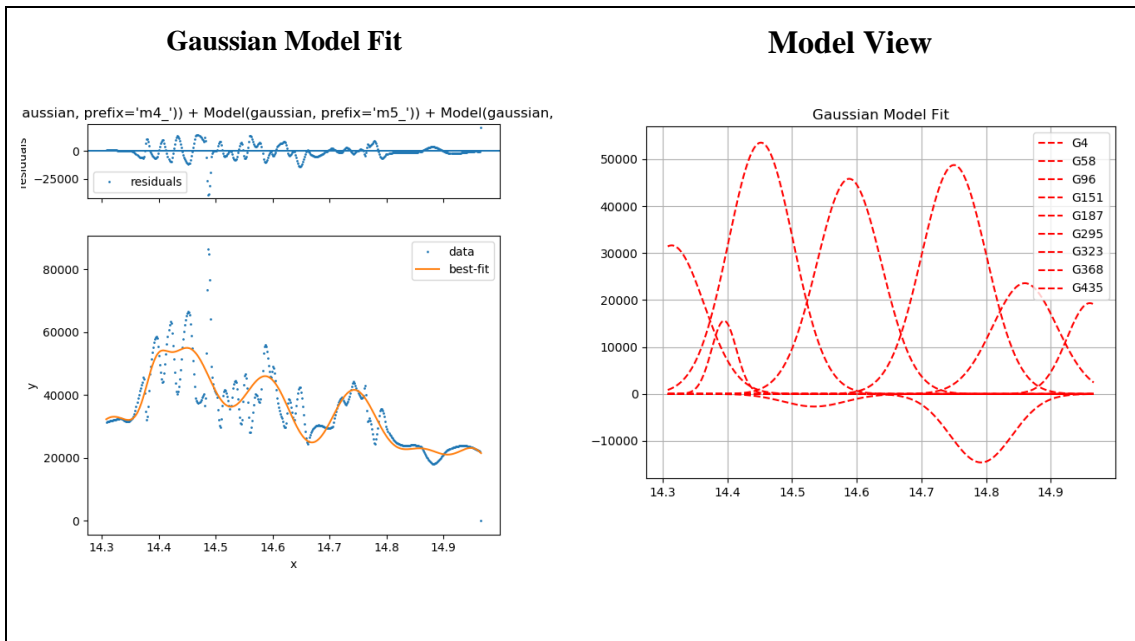 Gaussian Model Fit
aussian, prefix='m4_')) + Model(gaussian, prefix='m5_')) + Model(gaussian,
residuals
0
−25000
residuals
80000
60000
40000
20000
0
y
data
best-fit
14.3 14.4 14.5 14.6 14.7 14.8 14.9
x
Model View
Gaussian Model Fit
50000
40000
30000
20000
10000
0
−10000
G4
G58
G96
G151
G187
G295
G323
G368
G435
14.3 14.4 14.5 14.6 14.7 14.8 14.9